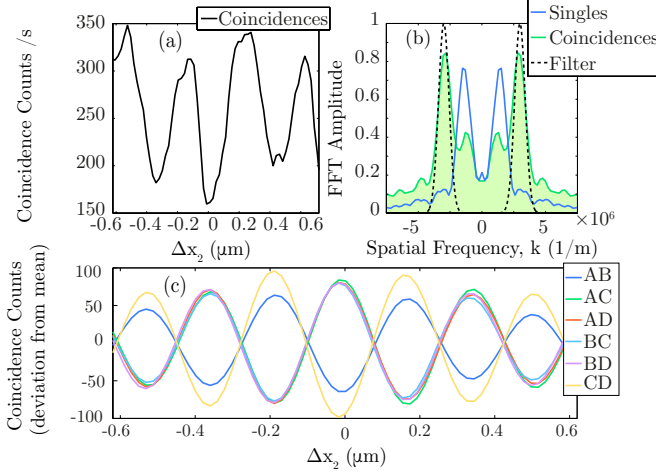 Coincidences
(a)
Coincidence Counts /s
350
300
250
200
150
-0.6 -0.4 -0.2 0 0.2 0.4 0.6
Δx₂ (μm)
Singles
Coincidences
Filter
(b)
FFT Amplitude
1
0.8
0.6
0.4
0.2
0
-5 0 5
×10⁶
Spatial Frequency, k (1/m)
(c)
Coincidence Counts
(deviation from mean)
100
50
0
-50
-100
-0.6 -0.4 -0.2 0 0.2 0.4 0.6
Δx₂ (μm)
AB
AC
AD
BC
BD
CD